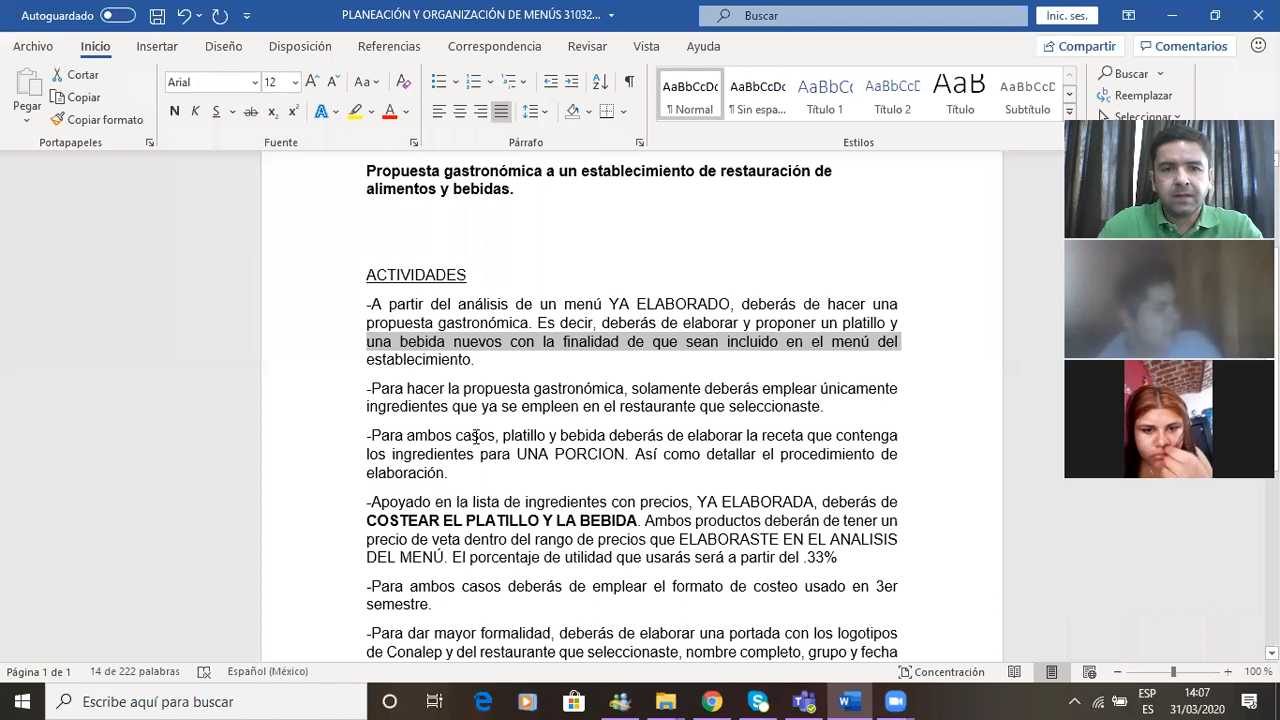 Autoguardado
PLANEACIÓN Y ORGANIZACIÓN DE MENÚS 31032...
Buscar
Inic. ses.
Archivo
Inicio
Insertar
Diseño
Disposición
Referencias
Correspondencia
Revisar
Vista
Ayuda
Compartir
Comentarios
Pegar
Cortar
Copiar
Copiar formato
Portapapeles
Arial
12
Fuente
Párrafo
AaBbCcDc
¶ Normal
AaBbCcDc
¶ Sin espa...
AaBbCc
Título 1
AaBbCcD
Título 2
AaB
Título
AaBbCcD
Subtítulo
Estilos
Buscar
Reemplazar
Seleccionar
Propuesta gastronómica a un establecimiento de restauración de
alimentos y bebidas.
ACTIVIDADES
-A partir del análisis de un menú YA ELABORADO, deberás de hacer una
propuesta gastronómica. Es decir, deberás de elaborar y proponer un platillo y
una bebida nuevos con la finalidad de que sean incluido en el menú del
establecimiento.
-Para hacer la propuesta gastronómica, solamente deberás emplear únicamente
ingredientes que ya se empleen en el restaurante que seleccionaste.
-Para ambos casos, platillo y bebida deberás de elaborar la receta que contenga
los ingredientes para UNA PORCION. Así como detallar el procedimiento de
elaboración.
-Apoyado en la lista de ingredientes con precios, YA ELABORADA, deberás de
COSTEAR EL PLATILLO Y LA BEBIDA. Ambos productos deberán de tener un
precio de veta dentro del rango de precios que ELABORASTE EN EL ANALISIS
DEL MENÚ. El porcentaje de utilidad que usarás será a partir del .33%
-Para ambos casos deberás de emplear el formato de costeo usado en 3er
semestre.
-Para dar mayor formalidad, deberás de elaborar una portada con los logotipos
de Conalep y del restaurante que seleccionaste, nombre completo, grupo y fecha
Página 1 de 1
14 de 222 palabras
Español (México)
Concentración
100 %
Escribe aquí para buscar
ESP
ES
14:07
31/03/2020